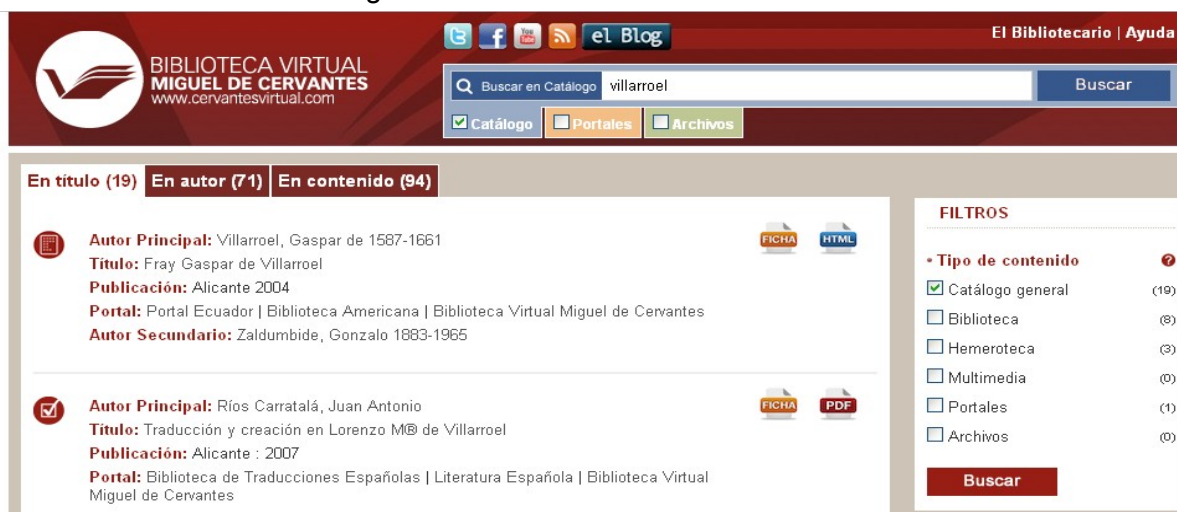 el Blog
El Bibliotecario | Ayuda
BIBLIOTECA VIRTUAL
MIGUEL DE CERVANTES
www.cervantesvirtual.com
Buscar en Catálogo villarroel Buscar
Catálogo Portales Archivos
En título (19) En autor (71) En contenido (94)
Autor Principal: Villarroel, Gaspar de 1587-1661
Título: Fray Gaspar de Villarroel
Publicación: Alicante 2004
Portal: Portal Ecuador | Biblioteca Americana | Biblioteca Virtual Miguel de Cervantes
Autor Secundario: Zaldumbide, Gonzalo 1883-1965
FICHA HTML
Autor Principal: Ríos Carratalá, Juan Antonio
Título: Traducción y creación en Lorenzo M® de Villarroel
Publicación: Alicante : 2007
Portal: Biblioteca de Traducciones Españolas | Literatura Española | Biblioteca Virtual
Miguel de Cervantes
FICHA PDF
FILTROS
• Tipo de contenido ?
Catálogo general (19)
Biblioteca (8)
Hemeroteca (3)
Multimedia (0)
Portales (1)
Archivos (0)
Buscar